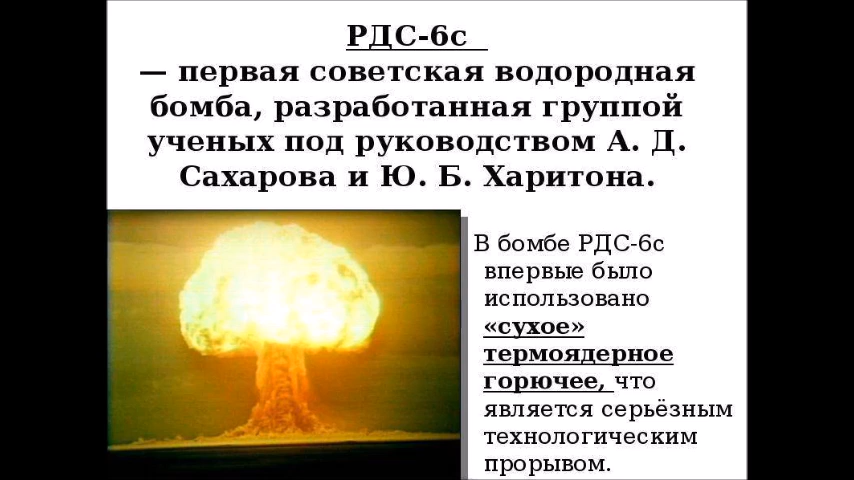 РДС-6с
— первая советская водородная
бомба, разработанная группой
ученых под руководством А. Д.
Сахарова и Ю. Б. Харитона.
В бомбе РДС-6с
впервые было
использовано
«сухое»
термоядерное
горючее, что
является серьёзным
технологическим
прорывом.